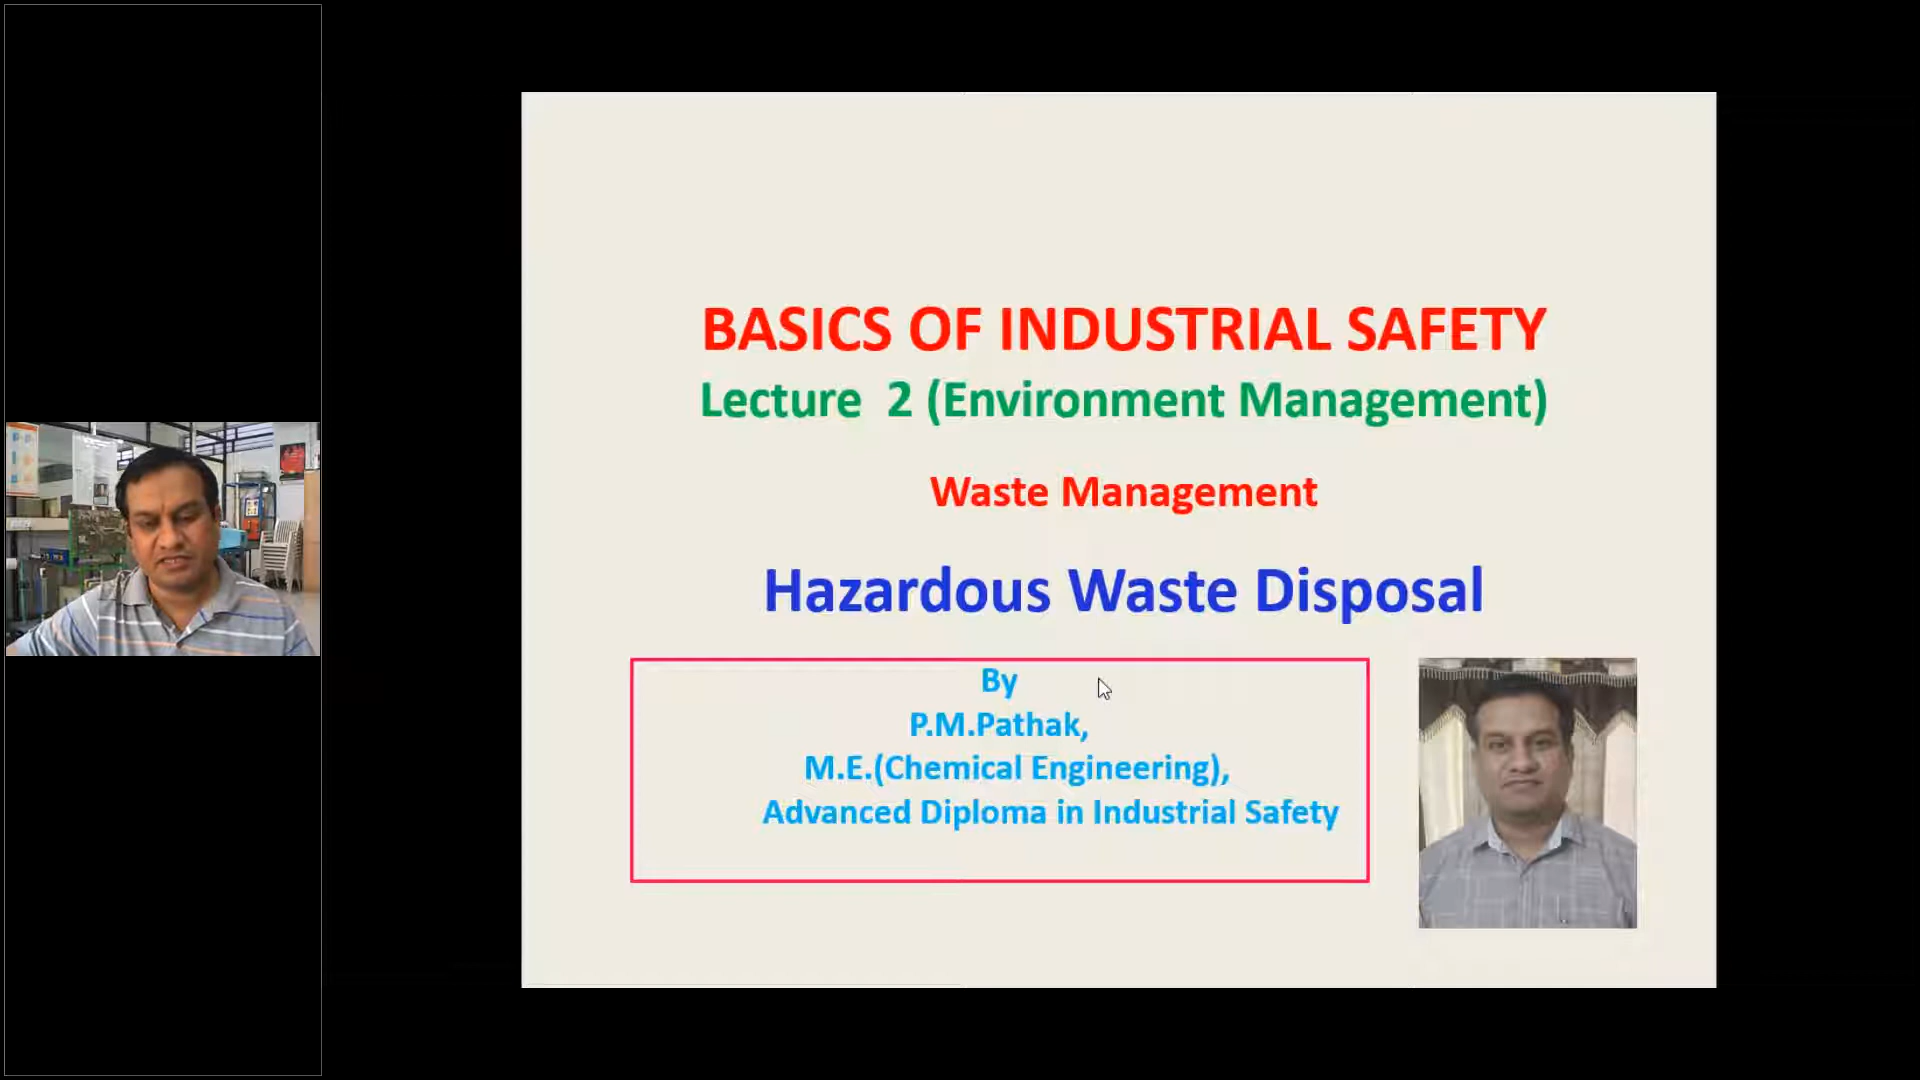 BASICS OF INDUSTRIAL SAFETY
Lecture 2 (Environment Management)
Waste Management
Hazardous Waste Disposal
By
P.M.Pathak,
M.E.(Chemical Engineering),
Advanced Diploma in Industrial Safety